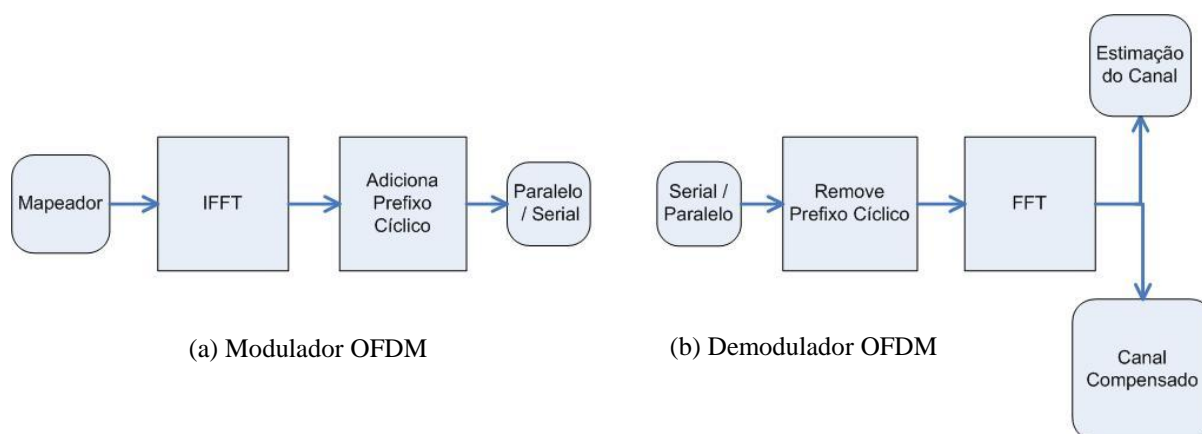 Mapeador
IFFT
Adiciona
Prefixo
Cíclico
Paralelo
/ Serial
(a) Modulador OFDM
Serial /
Paralelo
Remove
Prefixo Cíclico
FFT
Estimação
do Canal
Canal
Compensado
(b) Demodulador OFDM